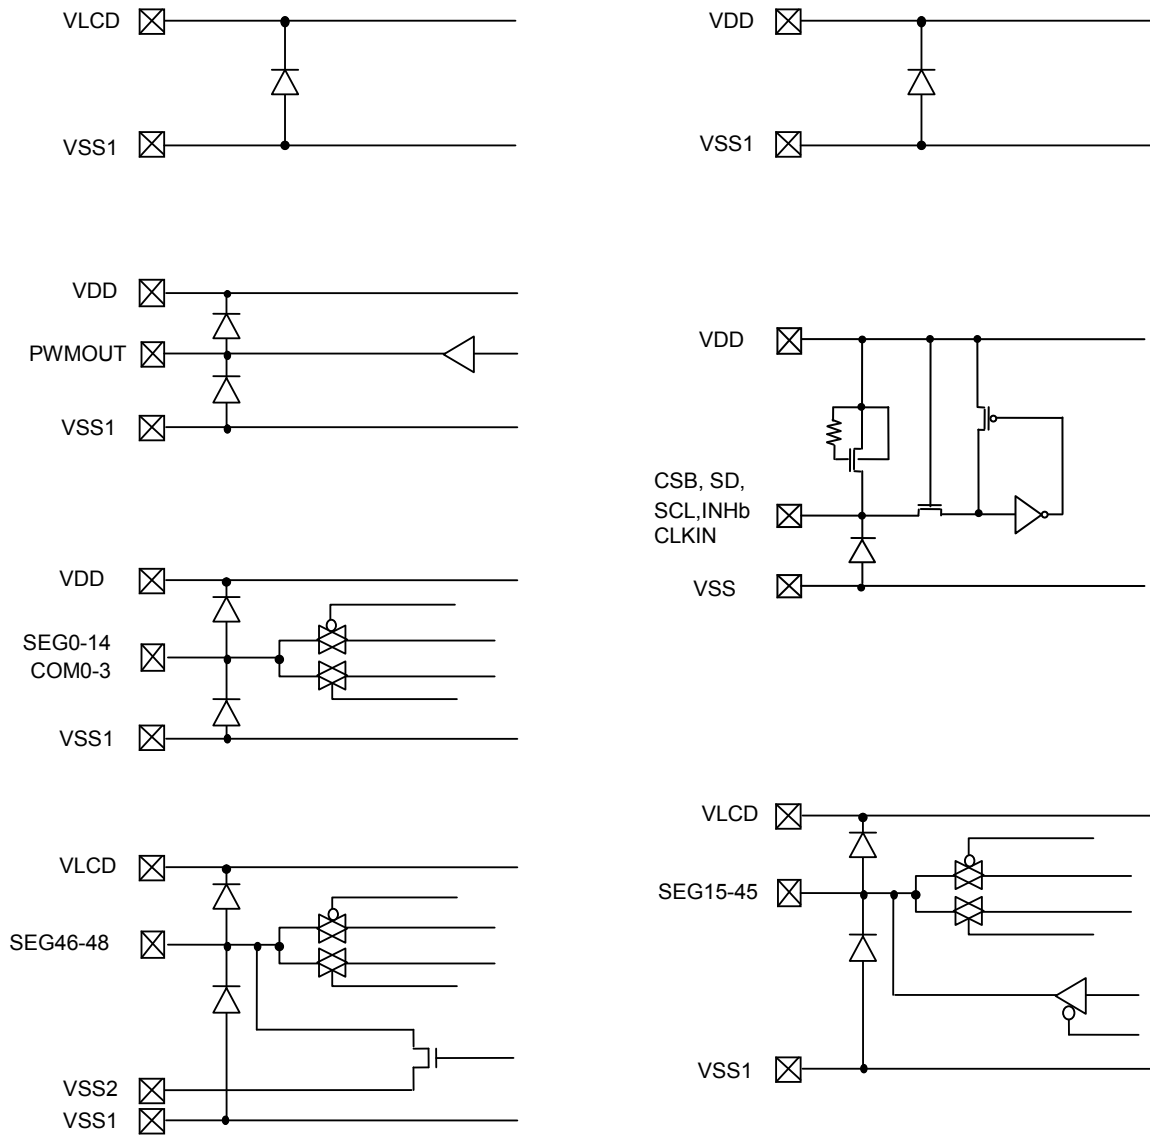 VLCD
VSS1
VDD
VSS1
VDD
PWMOUT
VSS1
VDD
CSB, SD,
SCL,INHb
CLKIN
VSS
VDD
SEG0-14
COM0-3
VSS1
VLCD
SEG46-48
VSS2
VSS1
VLCD
SEG15-45
VSS1